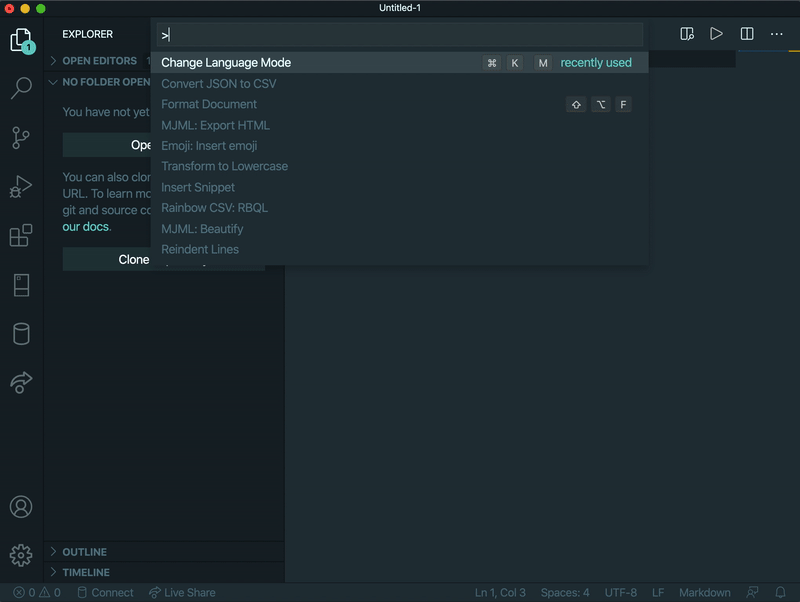 Untitled-1
EXPLORER
>
1
OPEN EDITORS 1
NO FOLDER OPEN
You have not yet
Ope
You can also clon
URL. To learn mo
git and source co
our docs.
Clone
Change Language Mode ⌘ K M recently used
Convert JSON to CSV
Format Document ⇧ ⌥ F
MJML: Export HTML
Emoji: Insert emoji
Transform to Lowercase
Insert Snippet
Rainbow CSV: RBQL
MJML: Beautify
Reindent Lines
OUTLINE
TIMELINE
0 0 Connect Live Share Ln 1, Col 3 Spaces: 4 UTF-8 LF Markdown